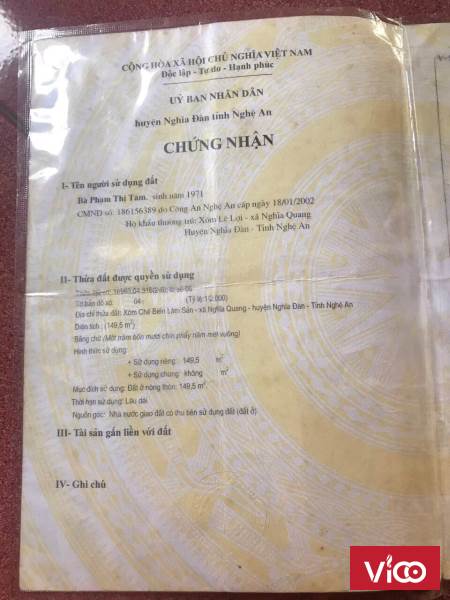 CỘNG HÒA XÃ HỘI CHỦ NGHĨA VIỆT NAM
Độc lập - Tự do - Hạnh phúc
UỶ BAN NHÂN DÂN
huyện Nghĩa Đàn tỉnh Nghệ An
CHỨNG NHẬN
I- Tên người sử dụng đất
Bà Phạm Thị Tám. sinh năm 1971
CMND số: 186156389 do Công An Nghệ An cấp ngày 18/01/2002
Hộ khẩu thường trú: Xóm Lê Lợi - xã Nghĩa Quang
Huyện Nghĩa Đàn - Tỉnh Nghệ An
II- Thửa đất được quyền sử dụng
Tờ bản đồ số: 04 (Tỷ lệ:1/2.000)
Địa chỉ thửa đất: Xóm Chế Biến Lâm Sản - xã Nghĩa Quang - huyện Nghĩa Đàn - Tỉnh Nghệ An
Diện tích : (149,5 m²)
Bằng chữ (Một trăm bốn mươi chín phẩy năm mét vuông)
Hình thức sử dụng:
+ Sử dụng riêng: 149,5 m²
+ Sử dụng chung: không m²
Mục đích sử dụng: Đất ở nông thôn: 149,5 m²
Thời hạn sử dụng: Lâu dài
Nguồn gốc: Nhà nước giao đất có thu tiền sử dụng đất (đất ở)
III- Tài sản gắn liền với đất
IV- Ghi chú
ViCO